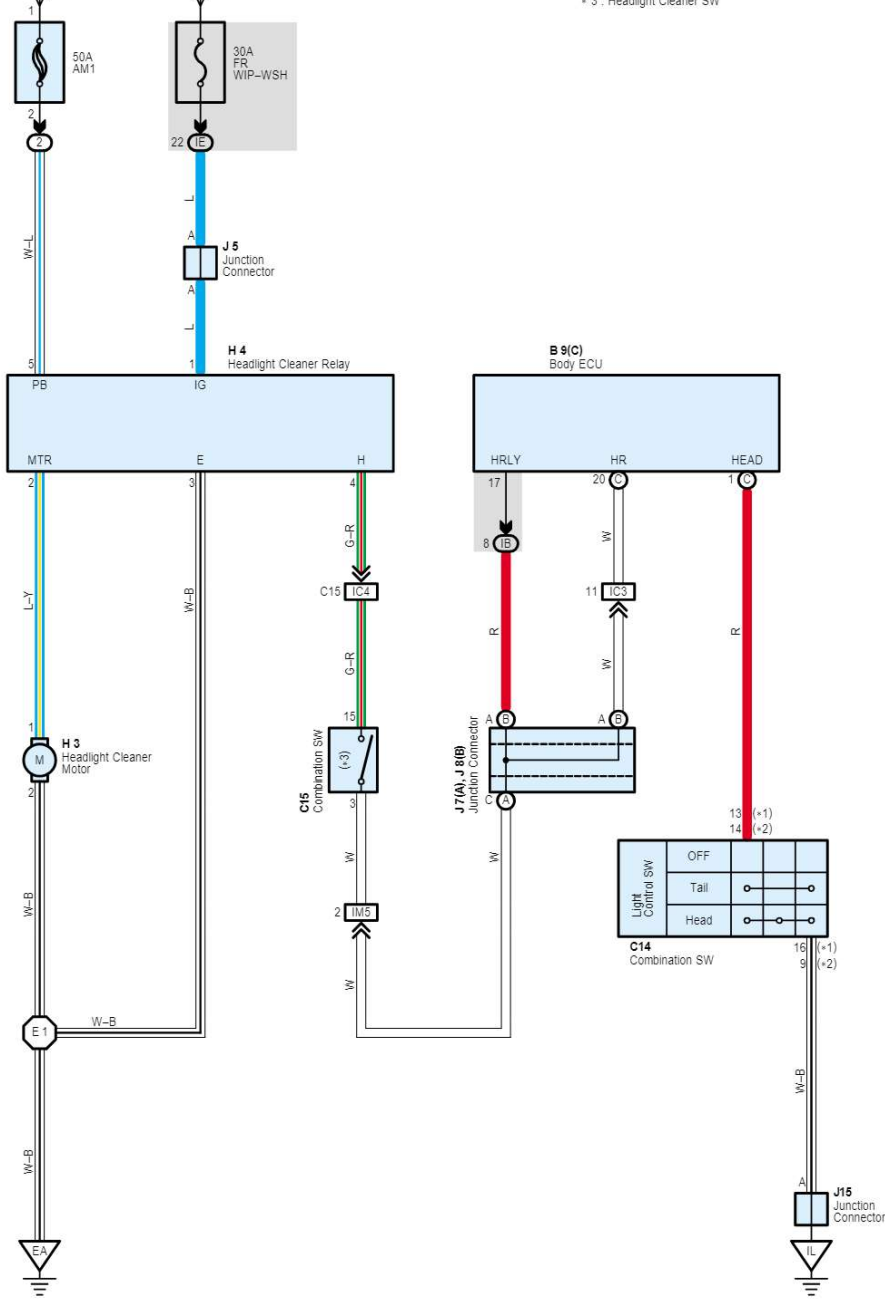 * 3 : Headlight Cleaner SW
1
50A
AM1
30A
FR
WIP–WSH
2
2
22 IE
W–L
L
A
J 5
Junction
Connector
A
L
H 4
Headlight Cleaner Relay
B 9(C)
Body ECU
5
1
PB
IG
MTR
E
H
HRLY
HR
HEAD
2
3
4
17
20 C
1 C
8 IB
G–R
W
C15 IC4
11 IC3
L–Y
W–B
G–R
R
W
R
1
15
A B
A B
M
H 3
Headlight Cleaner
Motor
2
C15
Combination SW
(*3)
3
J 7(A), J 8(B)
Junction Connector
C A
13 (*1)
14 (*2)
W
W
Light
Control SW
OFF
Tail
Head
W–B
2 IM5
C14
Combination SW
16 (*1)
9 (*2)
W
E 1
W–B
W–B
W–B
A
J15
Junction
Connector
EA
IL